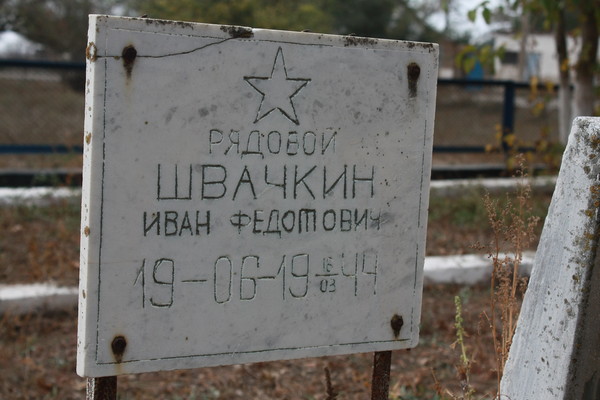 РЯДОВОЙ
ШВАЧКИН
ИВАН ФЕДОТОВИЧ
19-06-19 16/03 44